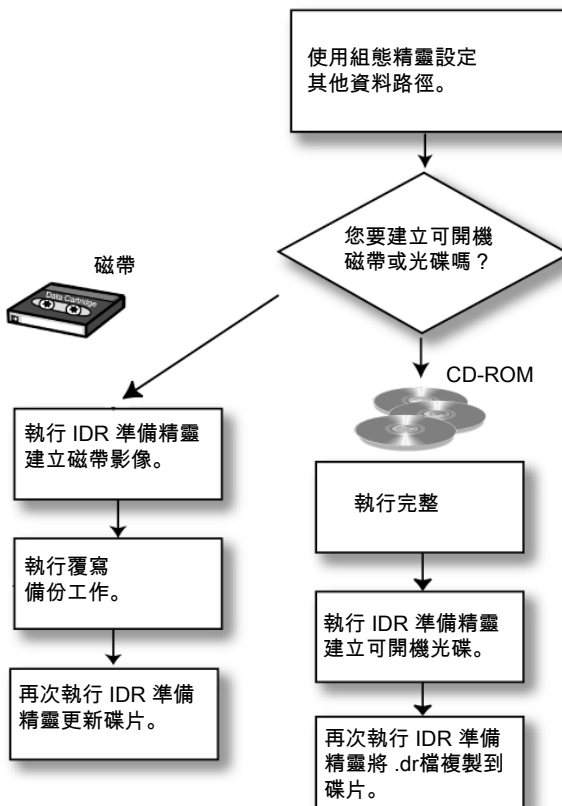 使用組態精靈設定
其他資料路徑。
您要建立可開機
磁帶或光碟嗎？
磁帶
Data Cartridge
CD-ROM
執行 IDR 準備精靈
建立磁帶影像。
執行覆寫
備份工作。
再次執行 IDR 準備
精靈更新碟片。
執行完整
執行 IDR 準備精靈
建立可開機光碟。
再次執行 IDR 準備
精靈將 .dr檔複製到
碟片。